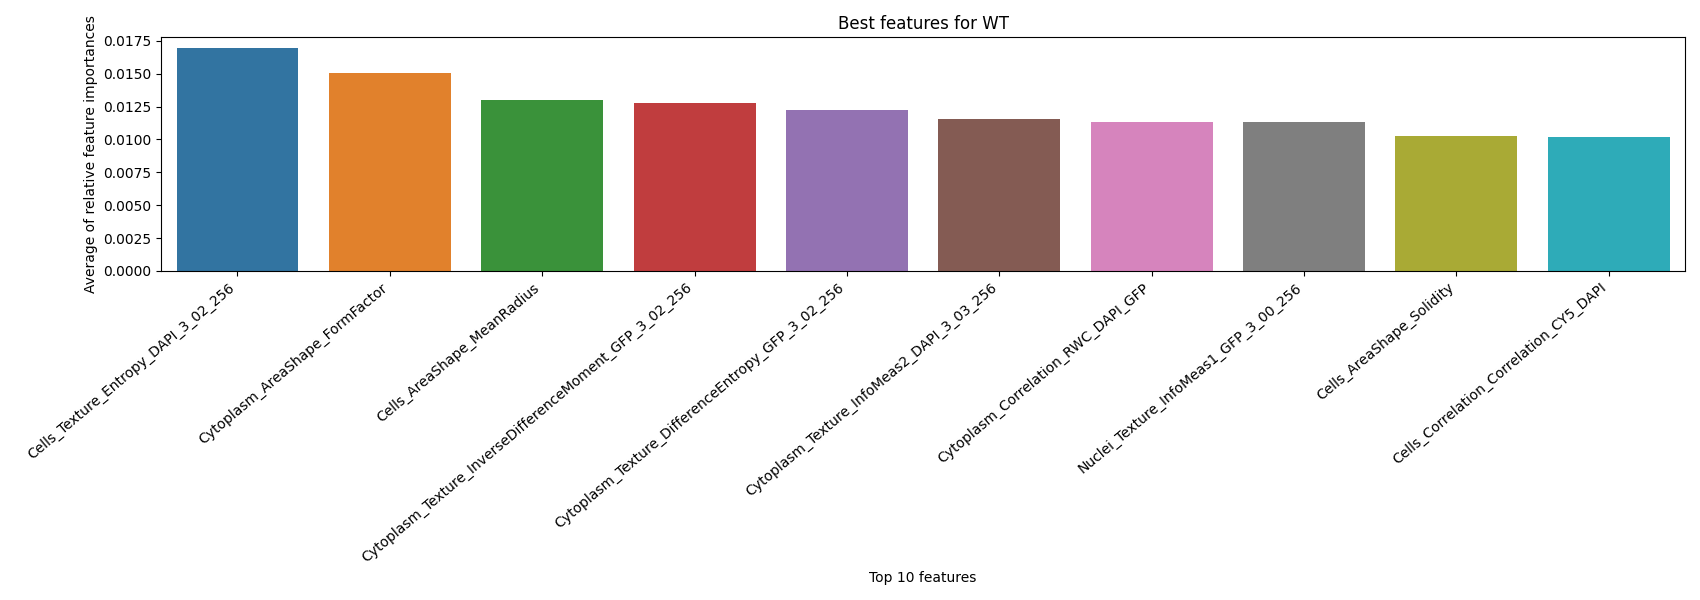 Best features for WT
Average of relative feature importances
0.0175
0.0150
0.0125
0.0100
0.0075
0.0050
0.0025
0.0000
Cells_Texture_Entropy_DAPI_3_02_256
Cytoplasm_AreaShape_FormFactor
Cells_AreaShape_MeanRadius
Cytoplasm_Texture_InverseDifferenceMoment_GFP_3_02_256
Cytoplasm_Texture_DifferenceEntropy_GFP_3_02_256
Cytoplasm_Texture_InfoMeas2_DAPI_3_03_256
Cytoplasm_Correlation_RWC_DAPI_GFP
Nuclei_Texture_InfoMeas1_GFP_3_00_256
Cells_AreaShape_Solidity
Cells_Correlation_Correlation_CY5_DAPI
Top 10 features